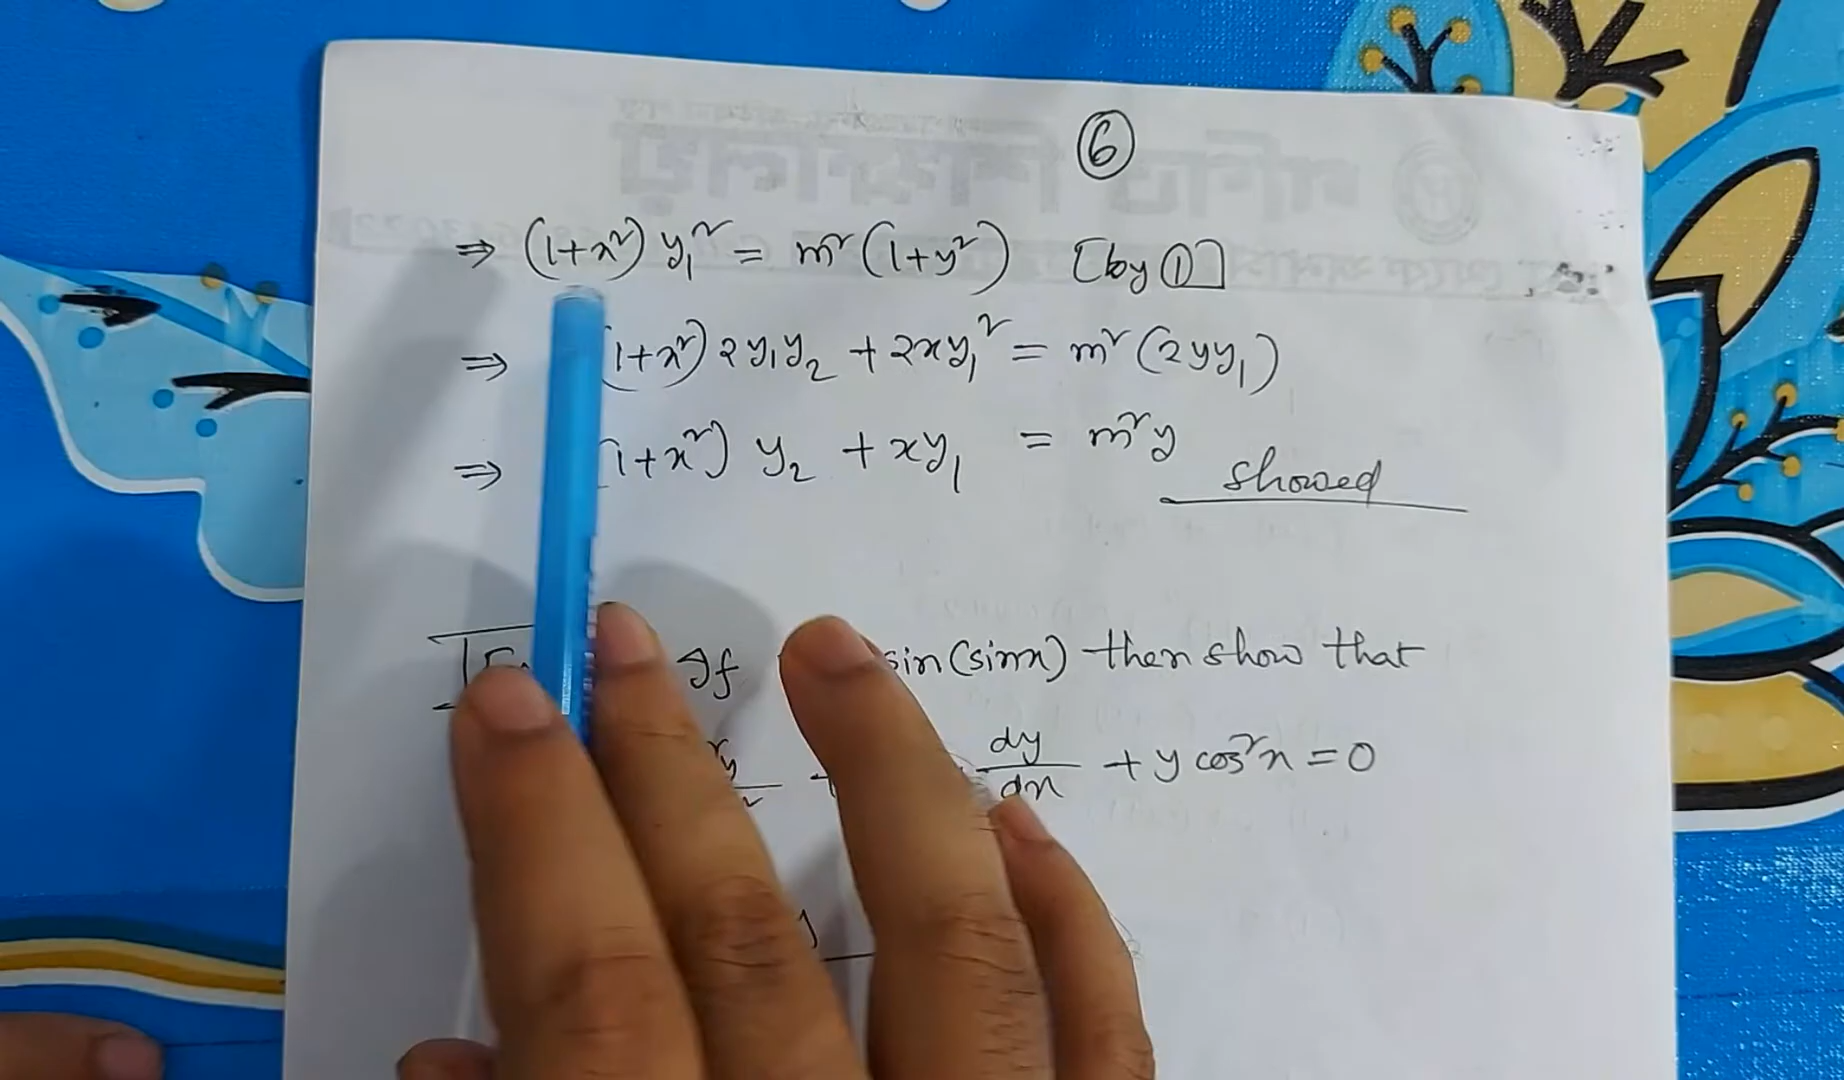 ⑥
⇒ (1+x²) y₁² = m² (1+y²) [by ①]
⇒ (1+x²) 2y₁y₂ + 2xy₁² = m² (2yy₁)
⇒ (1+x²) y₂ + xy₁ = m²y showed
If sin(sinx) then show that
dy/dx + y cos²x = 0